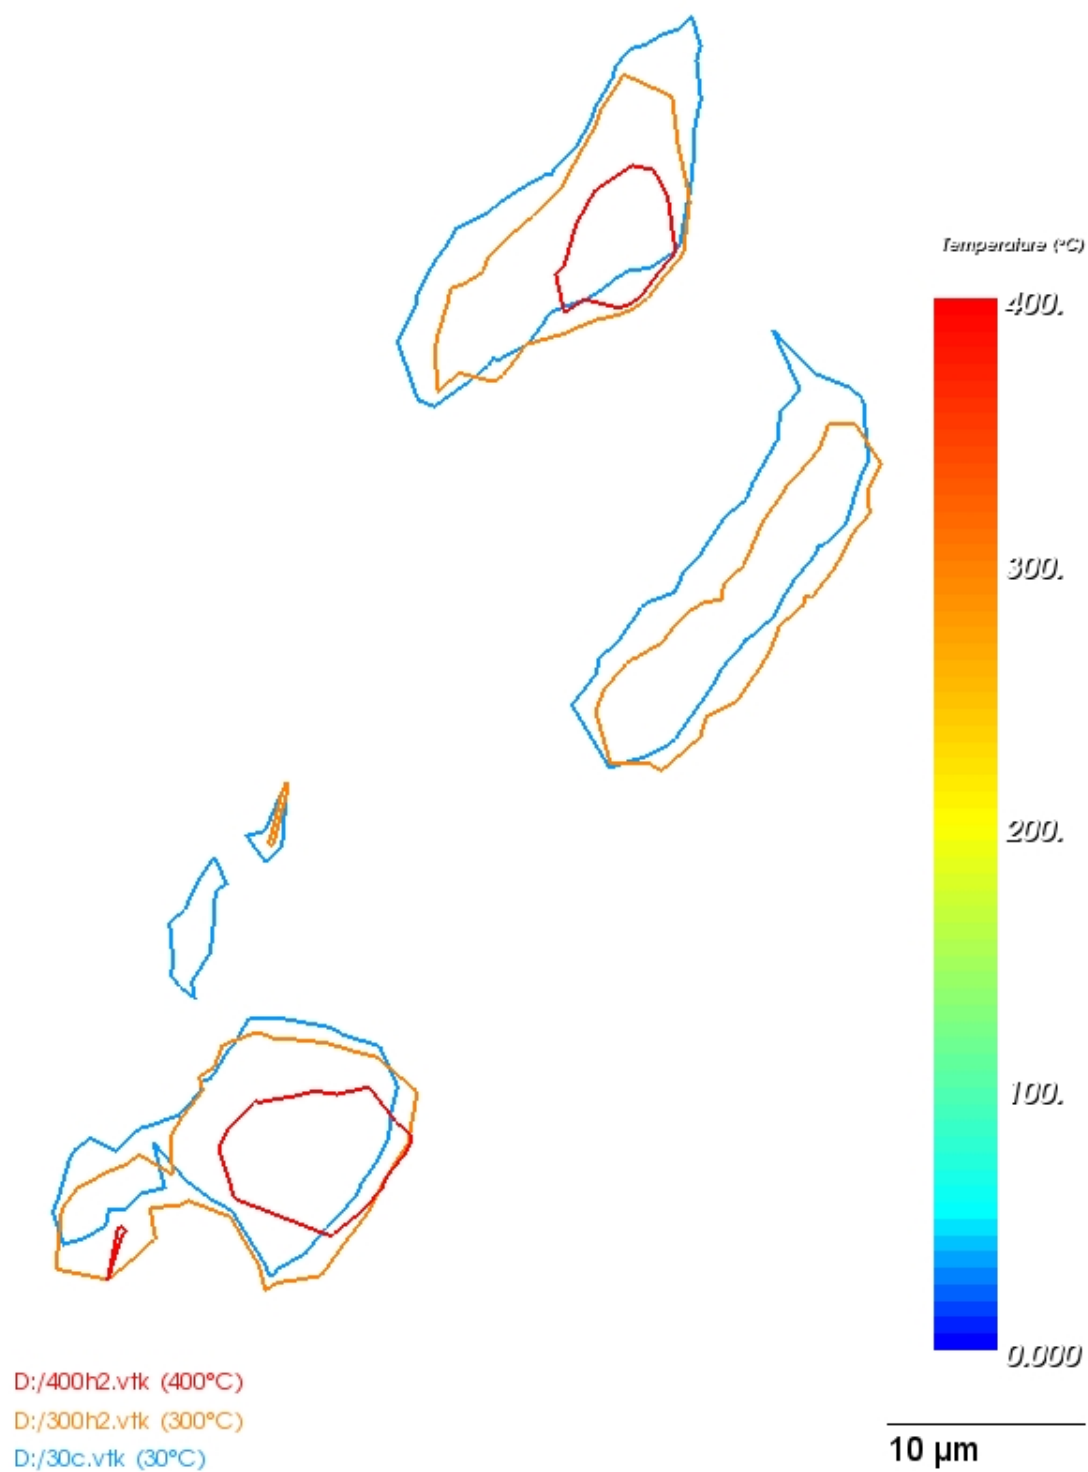 Temperature (°C)
400.
300.
200.
100.
0.000
D:/400h2.vtk (400°C)
D:/300h2.vtk (300°C)
D:/30c.vtk (30°C)
10 µm